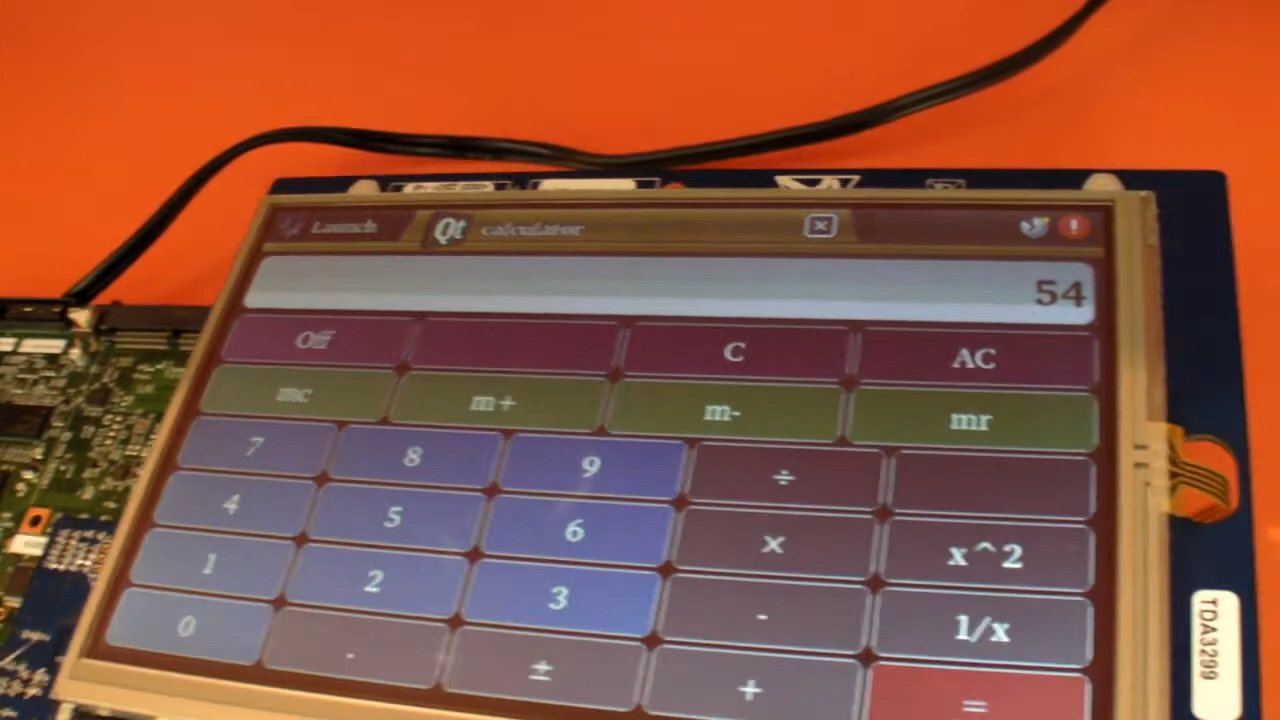 Launch Qt calculator
54
Off C AC
mc m+ m- mr
7 8 9 ÷
4 5 6 × x^2
1 2 3 - 1/x
0 . ± + =
TDA3299